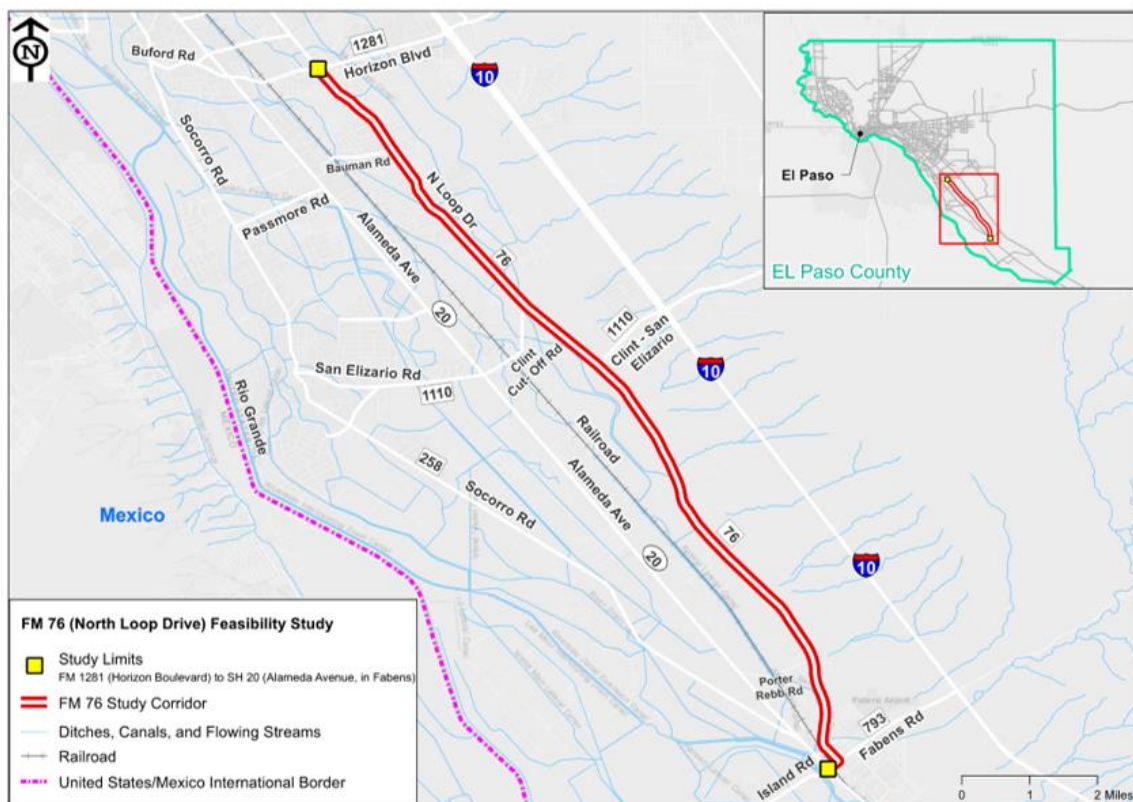 N
Buford Rd
1281
Horizon Blvd
10
Socorro Rd
Bauman Rd
N Loop Dr
Passmore Rd
Alameda Ave
76
20
1110
Clint - San
Elizario
10
San Elizario Rd
Clint
Cut- Off Rd
1110
Rio Grande
Railroad
258
Socorro Rd
Alameda Ave
Mexico
MEXICO
76
20
10
Porter
Rebb Rd
Fabens Airport
793
Fabens Rd
Island Rd
0 1 2 Miles
El Paso
EL Paso County
FM 76 (North Loop Drive) Feasibility Study
Study Limits
FM 1281 (Horizon Boulevard) to SH 20 (Alameda Avenue, in Fabens)
FM 76 Study Corridor
Ditches, Canals, and Flowing Streams
Railroad
United States/Mexico International Border